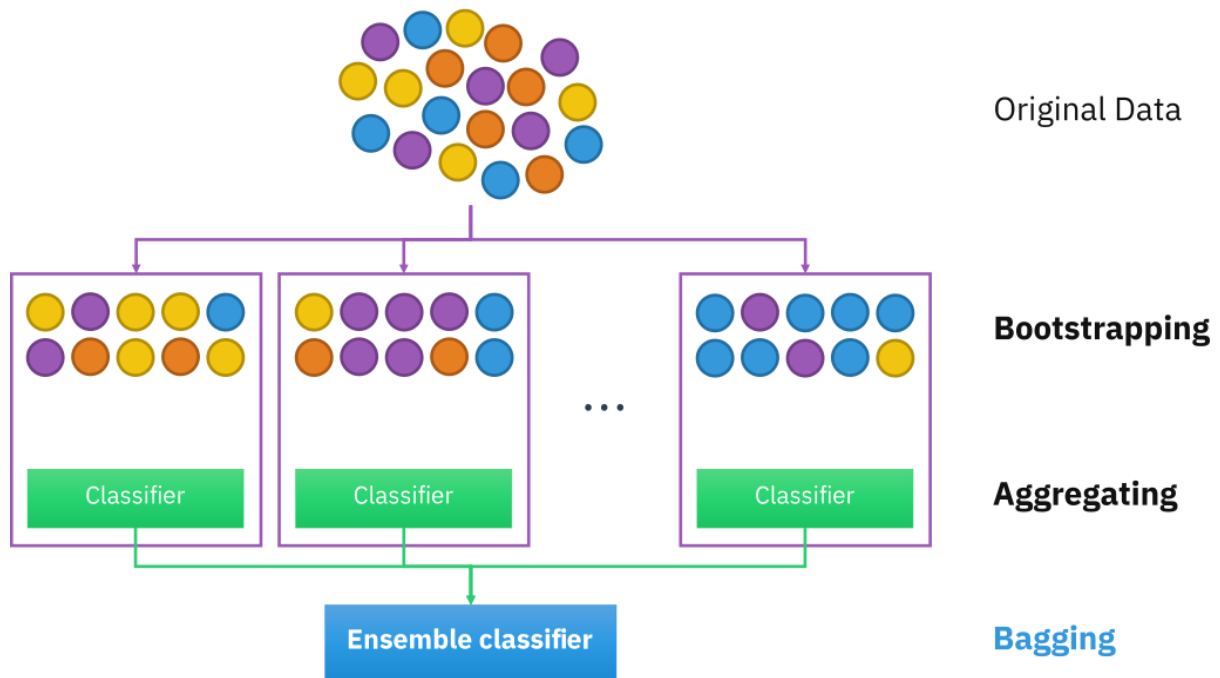 Original Data
Bootstrapping
...
Classifier
Classifier
Classifier
Aggregating
Ensemble classifier
Bagging